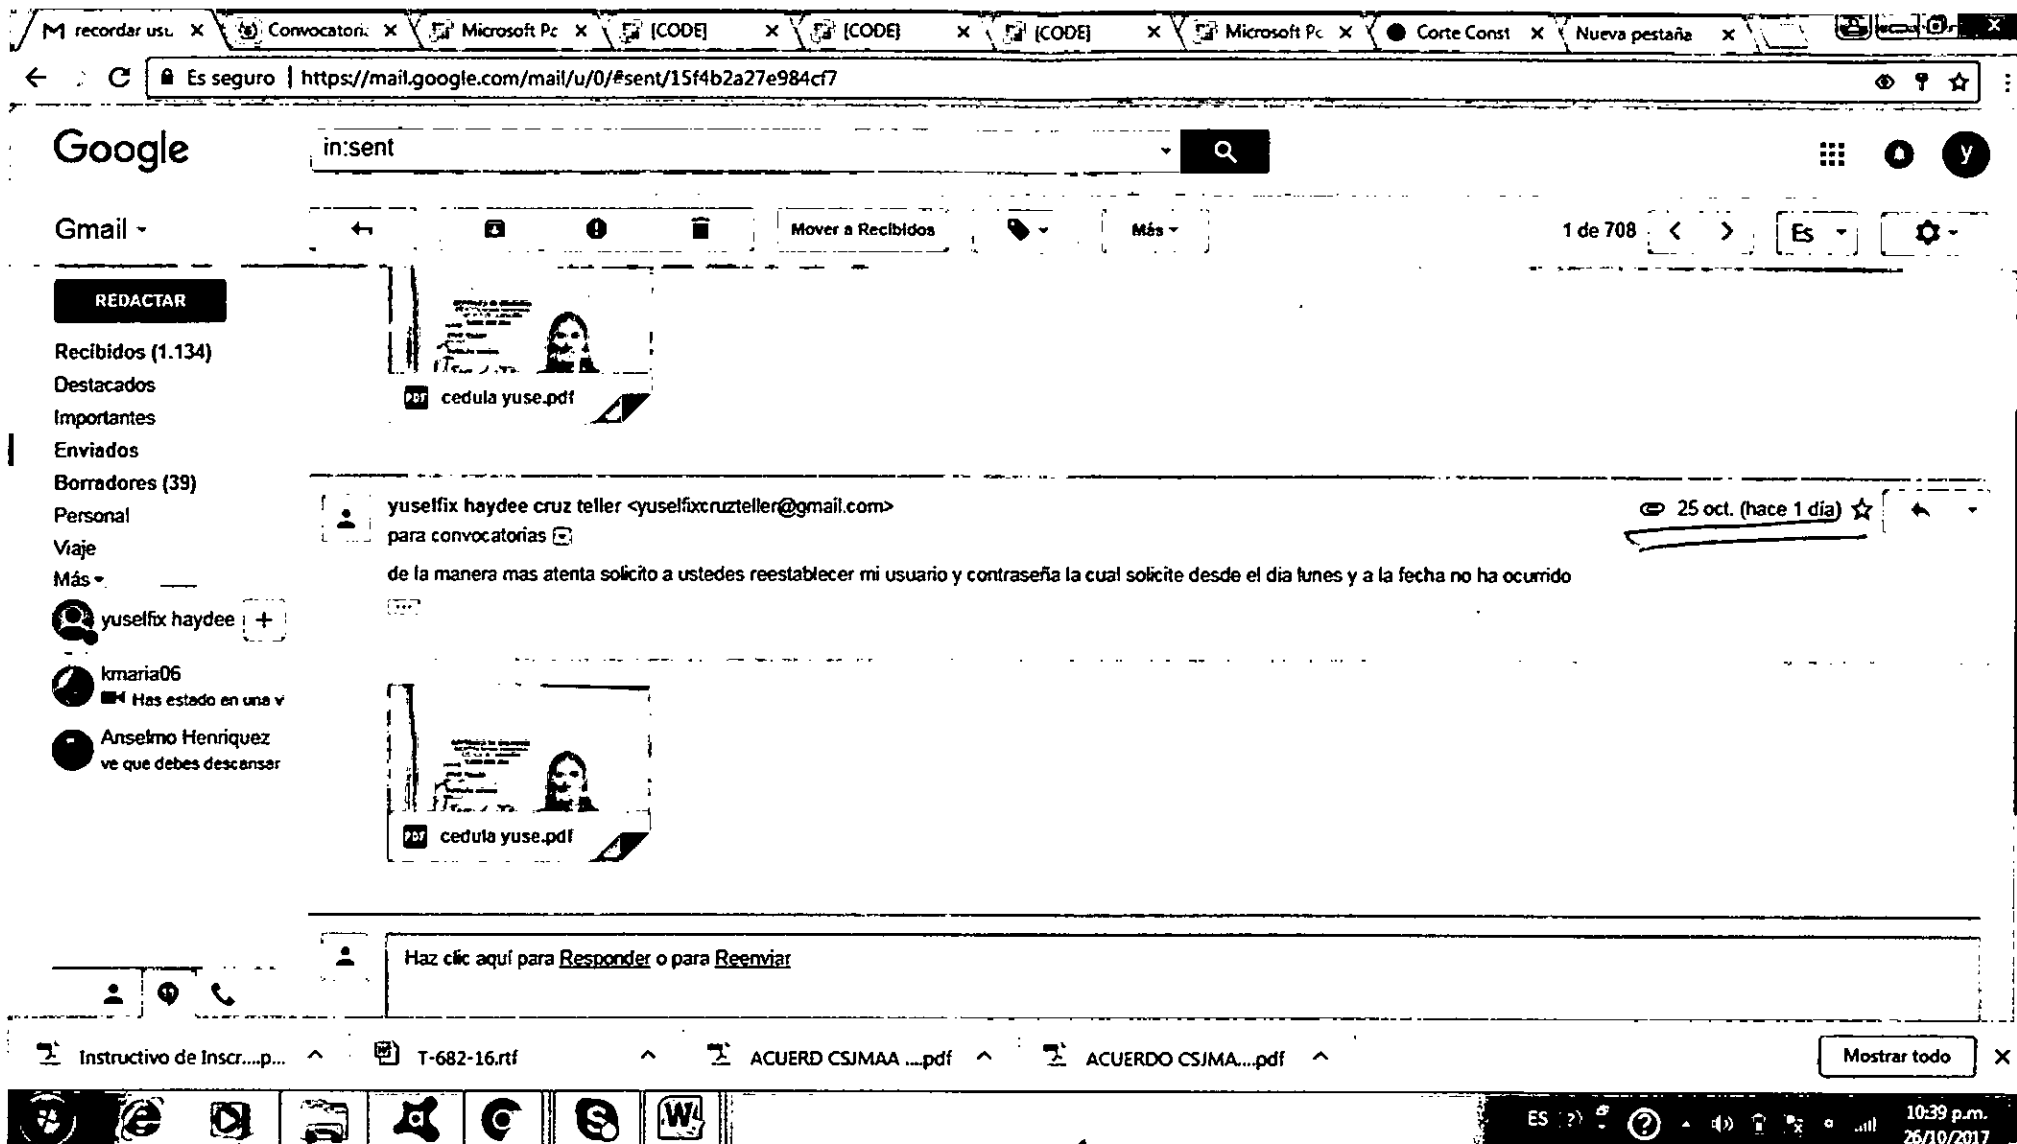 recordar usu
Convocatoria
Microsoft Pc
[CODE]
[CODE]
[CODE]
Microsoft Pc
Corte Const
Nueva pestaña
Es seguro | https://mail.google.com/mail/u/0/#sent/15f4b2a27e984cf7
Google
in:sent
y
Gmail
Mover a Recibidos
Más
1 de 708
Es
REDACTAR
Recibidos (1.134)
Destacados
Importantes
Enviados
Borradores (39)
Personal
Viaje
Más
PDF cedula yuse.pdf
yuselfix haydee cruz teller <yuselfixcruzteller@gmail.com>
25 oct. (hace 1 día)
para convocatorias
de la manera mas atenta solicito a ustedes reestablecer mi usuario y contraseña la cual solicite desde el dia lunes y a la fecha no ha ocurrido
yuselfix haydee
kmaria06
Has estado en una v
Anselmo Henriquez
ve que debes descansar
PDF cedula yuse.pdf
Haz clic aquí para Responder o para Reenviar
Instructivo de Inscr....p...
T-682-16.rtf
ACUERD CSJMAA ....pdf
ACUERDO CSJMA....pdf
Mostrar todo
ES
10:39 p.m.
26/10/2017